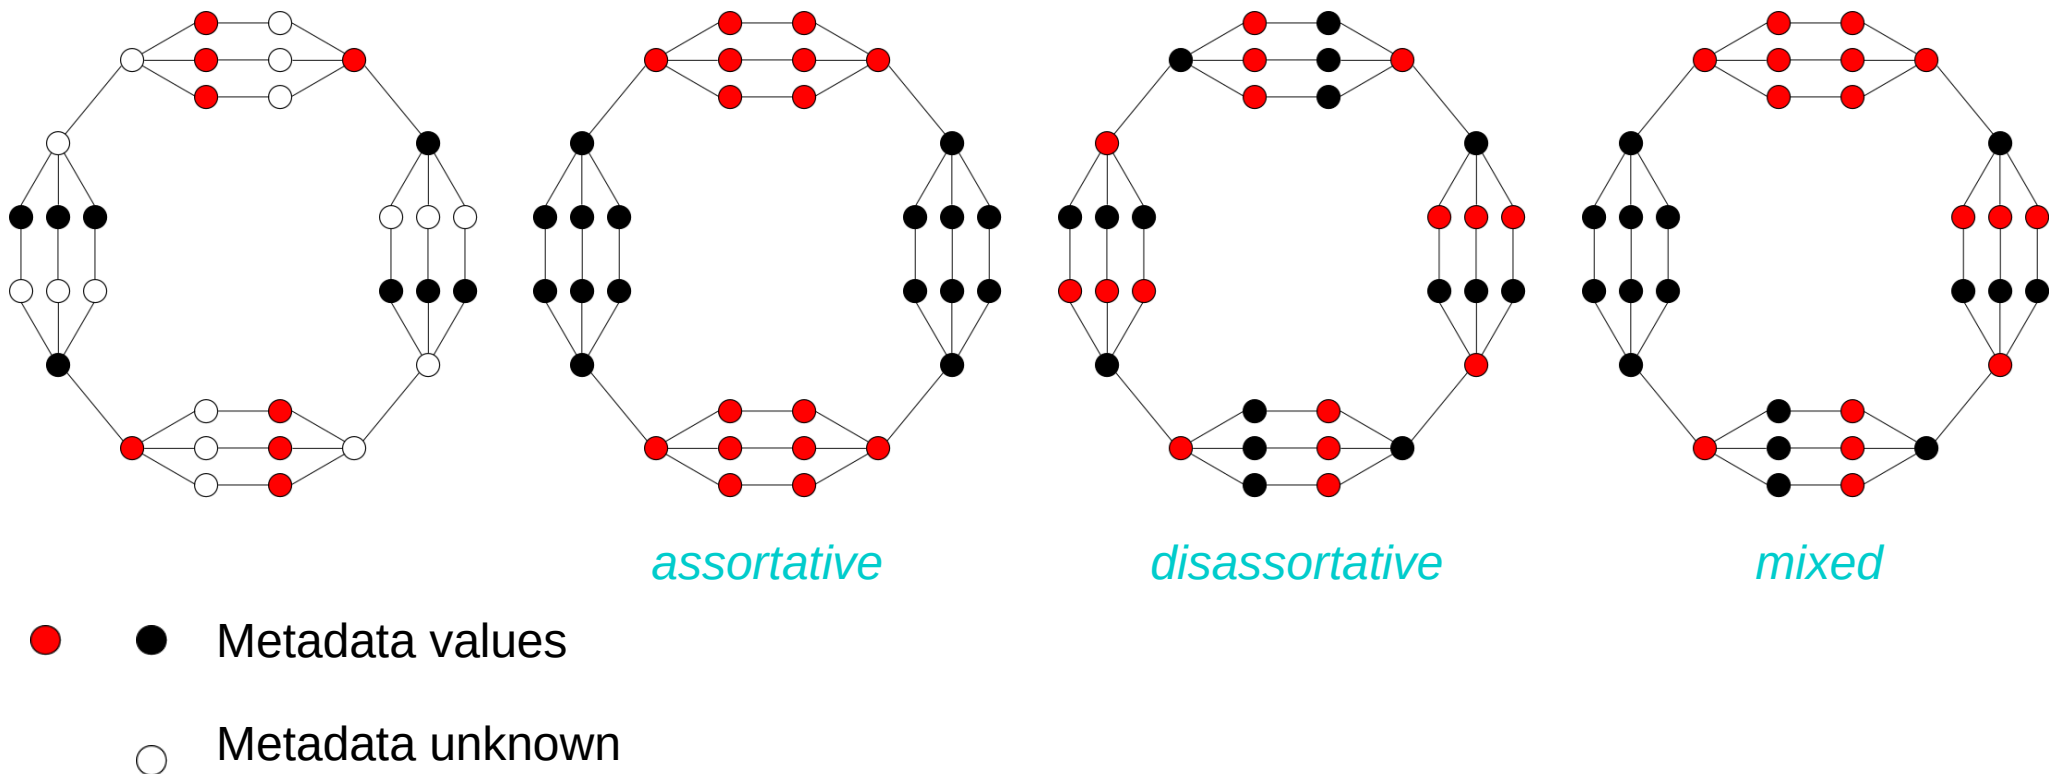 assortative
disassortative
mixed
Metadata values
Metadata unknown